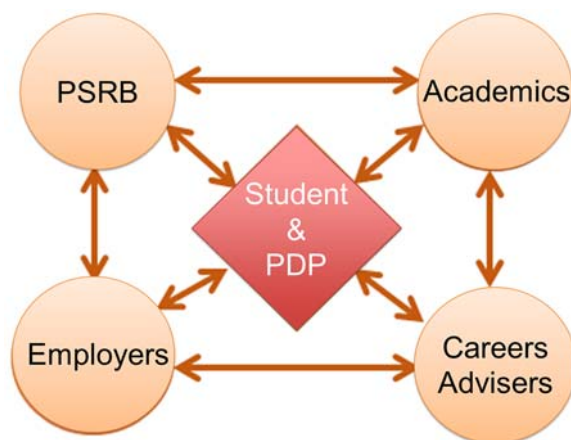 PSRB
Academics
Student
&
PDP
Employers
Careers
Advisers